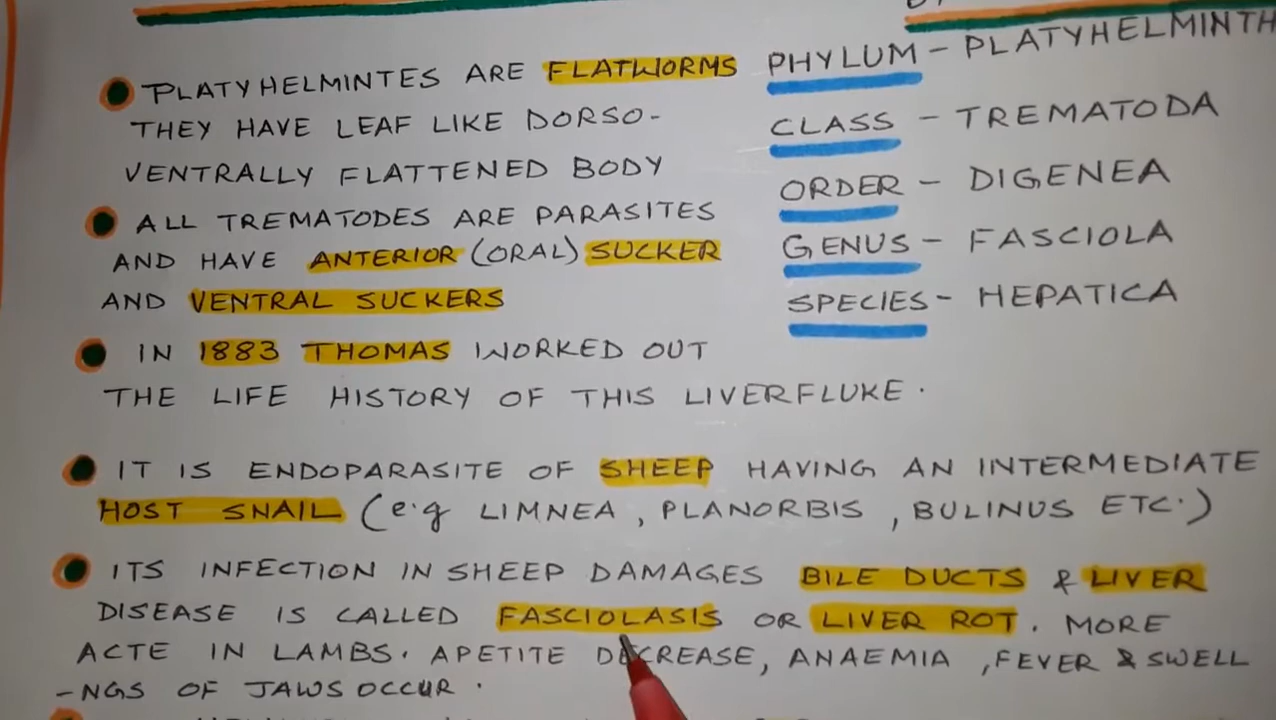 PLATYHELMINTES ARE FLATWORMS
THEY HAVE LEAF LIKE DORSO-
VENTRALLY FLATTENED BODY
ALL TREMATODES ARE PARASITES
AND HAVE ANTERIOR (ORAL) SUCKER
AND VENTRAL SUCKERS
IN 1883 THOMAS WORKED OUT
THE LIFE HISTORY OF THIS LIVERFLUKE.
PHYLUM - PLATYHELMINTH
CLASS - TREMATODA
ORDER - DIGENEA
GENUS - FASCIOLA
SPECIES - HEPATICA
IT IS ENDOPARASITE OF SHEEP HAVING AN INTERMEDIATE
HOST SNAIL (e.g LIMNEA, PLANORBIS, BULINUS ETC.)
ITS INFECTION IN SHEEP DAMAGES BILE DUCTS & LIVER
DISEASE IS CALLED FASCIOLASIS OR LIVER ROT. MORE
ACTE IN LAMBS. APETITE DECREASE, ANAEMIA, FEVER & SWELL
-NGS OF JAWS OCCUR.